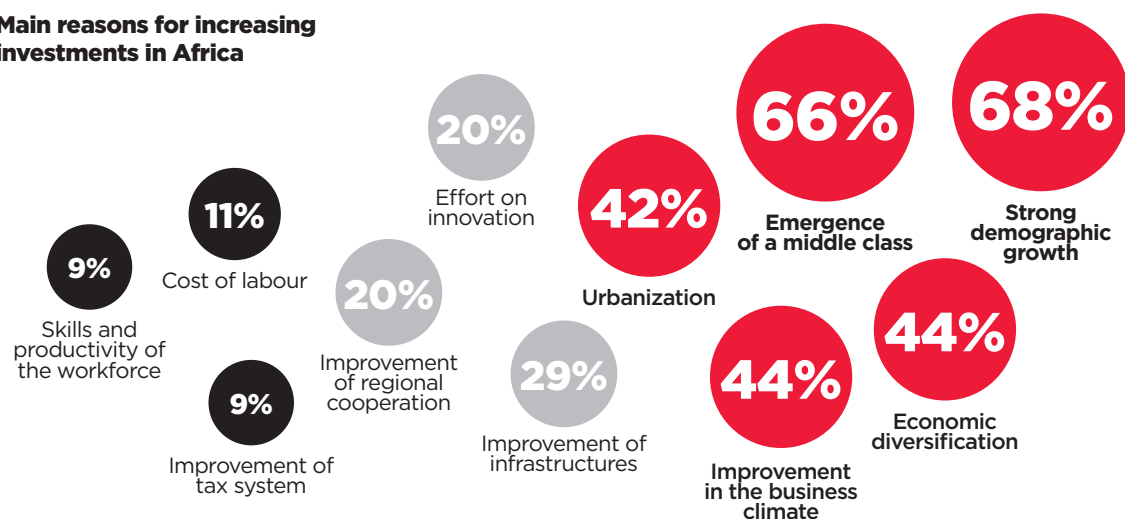 Main reasons for increasing
investments in Africa
9%
Skills and
productivity of
the workforce
11%
Cost of labour
9%
Improvement of
tax system
20%
Improvement
of regional
cooperation
20%
Effort on
innovation
29%
Improvement of
infrastructures
42%
Urbanization
66%
Emergence
of a middle class
44%
Improvement
in the business
climate
44%
Economic
diversification
68%
Strong
demographic
growth